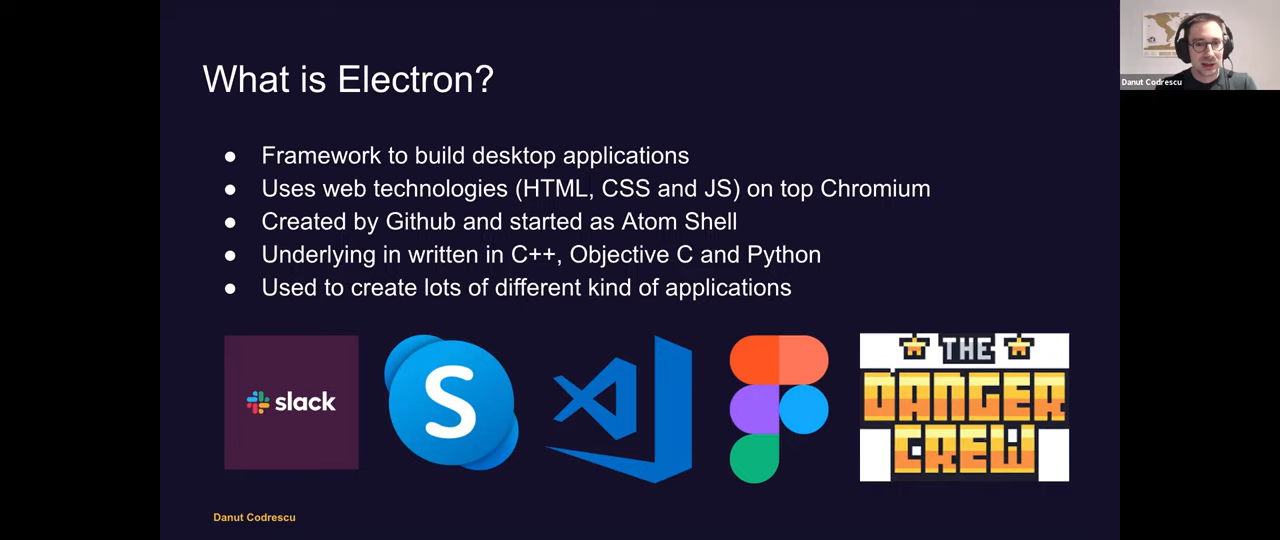 What is Electron?
● Framework to build desktop applications
● Uses web technologies (HTML, CSS and JS) on top Chromium
● Created by Github and started as Atom Shell
● Underlying in written in C++, Objective C and Python
● Used to create lots of different kind of applications
slack
S
THE
DANGER
CREW
Danut Codrescu
Danut Codrescu